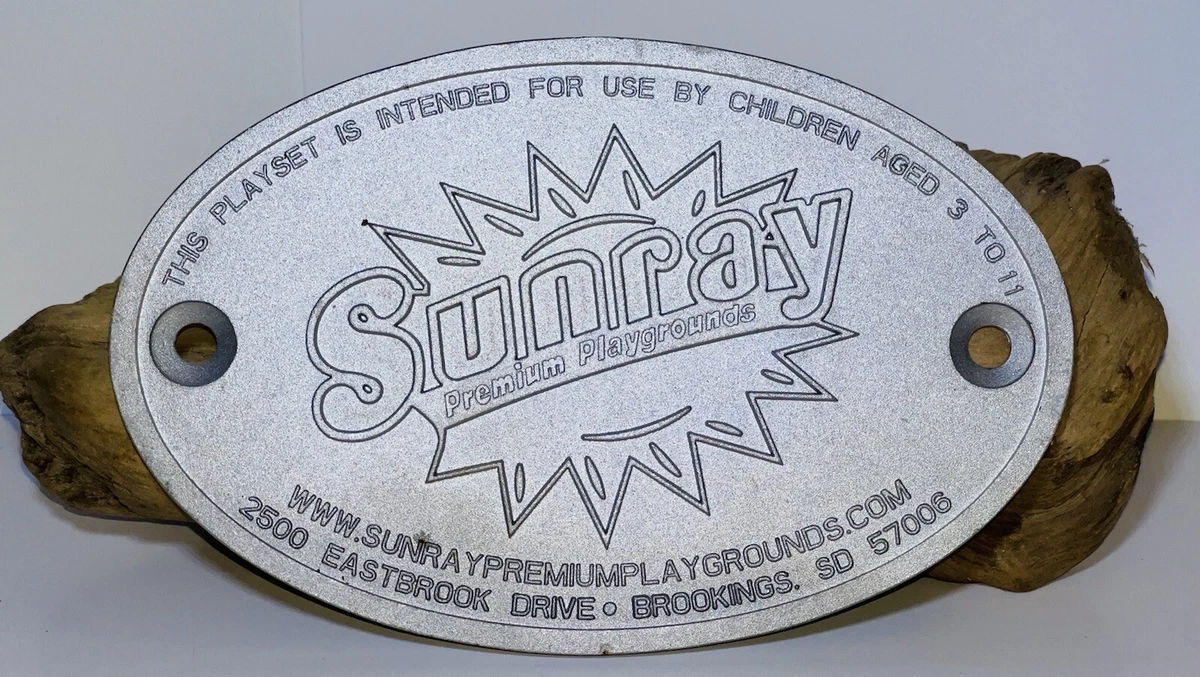 THIS PLAYSET IS INTENDED FOR USE BY CHILDREN AGED 3 TO 11
Sunray
Premium Playgrounds
WWW.SUNRAYPREMIUMPLAYGROUNDS.COM
2500 EASTBROOK DRIVE • BROOKINGS. SD 57006